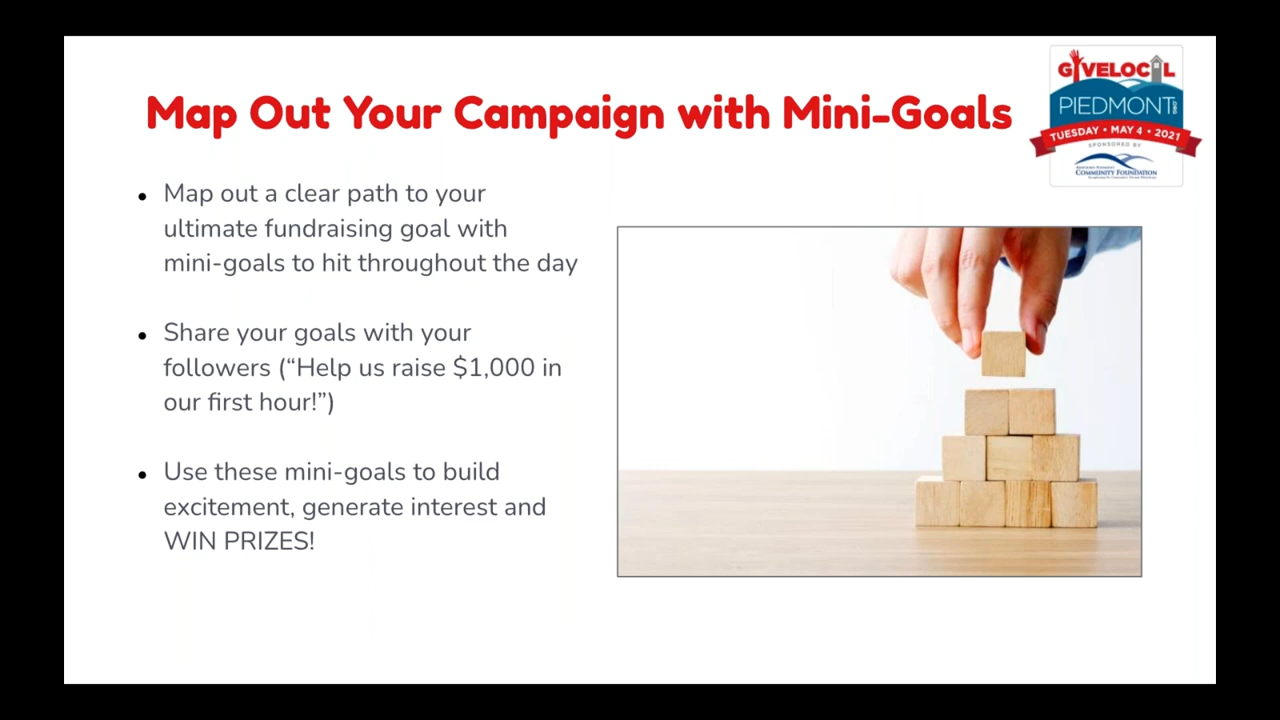 Map Out Your Campaign with Mini-Goals
GIVELOCAL
PIEDMONT.ORG
TUESDAY • MAY 4 • 2021
SPONSORED BY
NORTHERN PIEDMONT
COMMUNITY FOUNDATION
• Map out a clear path to your
ultimate fundraising goal with
mini-goals to hit throughout the day
• Share your goals with your
followers (“Help us raise $1,000 in
our first hour!”)
• Use these mini-goals to build
excitement, generate interest and
WIN PRIZES!